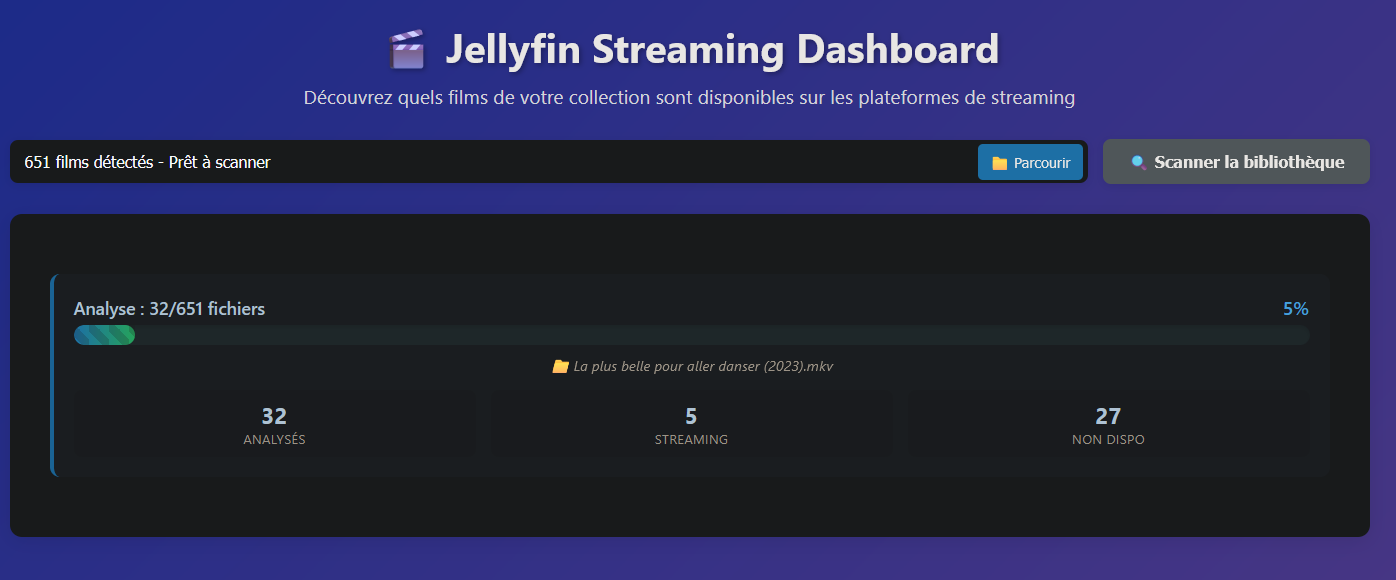 Jellyfin Streaming Dashboard
Découvrez quels films de votre collection sont disponibles sur les plateformes de streaming
651 films détectés - Prêt à scanner
Parcourir
Scanner la bibliothèque
Analyse : 32/651 fichiers
5%
La plus belle pour aller danser (2023).mkv
32
ANALYSÉS
5
STREAMING
27
NON DISPO